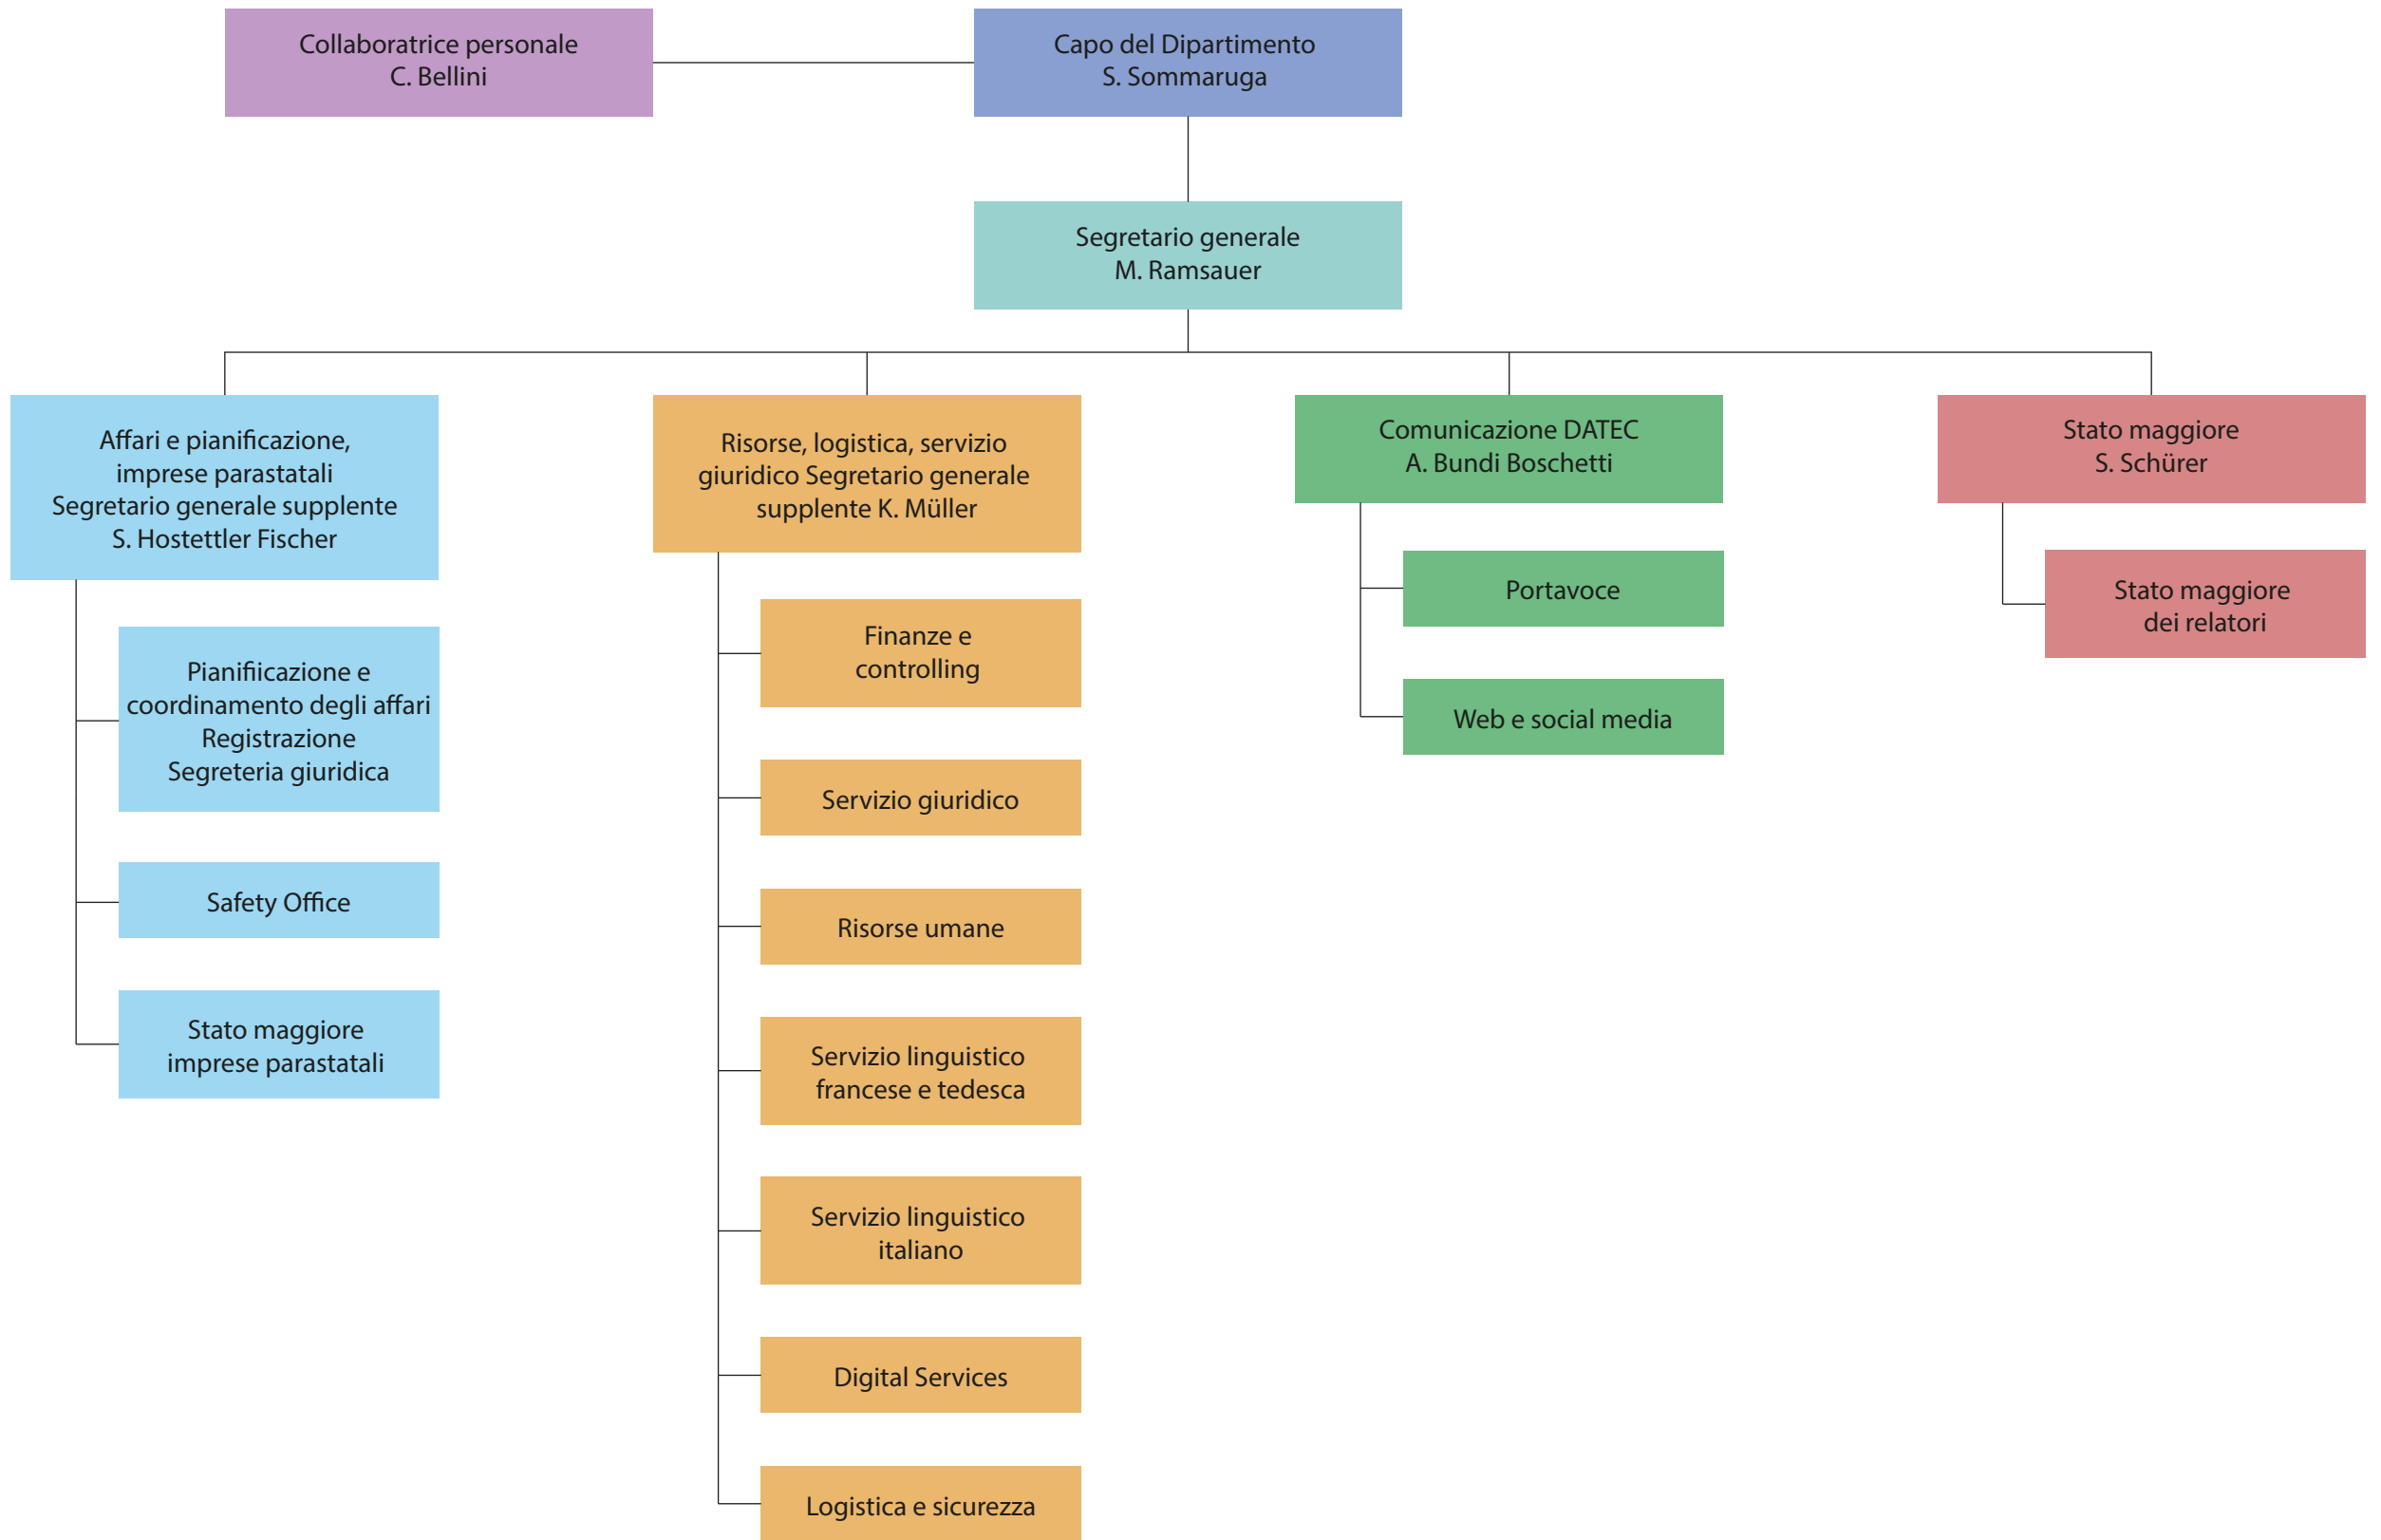 Collaboratrice personale
C. Bellini
Capo del Dipartimento
S. Sommaruga
Segretario generale
M. Ramsauer
Affari e pianificazione,
imprese parastatali
Segretario generale supplente
S. Hostettler Fischer
Pianifiicazione e
coordinamento degli affari
Registrazione
Segreteria giuridica
Safety Office
Stato maggiore
imprese parastatali
Risorse, logistica, servizio
giuridico Segretario generale
supplente K. Müller
Finanze e
controlling
Servizio giuridico
Risorse umane
Servizio linguistico
francese e tedesca
Servizio linguistico
italiano
Digital Services
Logistica e sicurezza
Comunicazione DATEC
A. Bundi Boschetti
Portavoce
Web e social media
Stato maggiore
S. Schürer
Stato maggiore
dei relatori